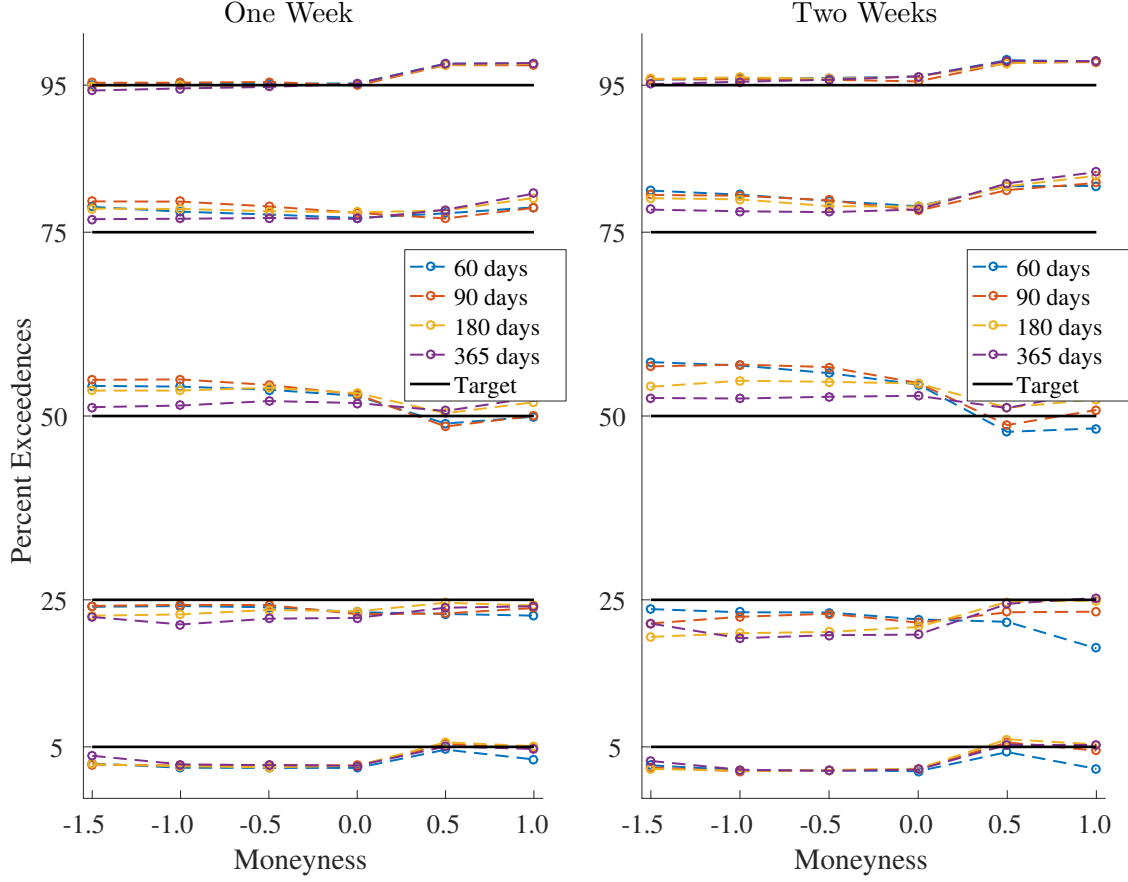 One Week
Two Weeks
Percent Exceedences
95
75
50
25
5
60 days
90 days
180 days
365 days
Target
-1.5
-1.0
-0.5
0.0
0.5
1.0
Moneyness
95
75
50
25
5
60 days
90 days
180 days
365 days
Target
-1.5
-1.0
-0.5
0.0
0.5
1.0
Moneyness